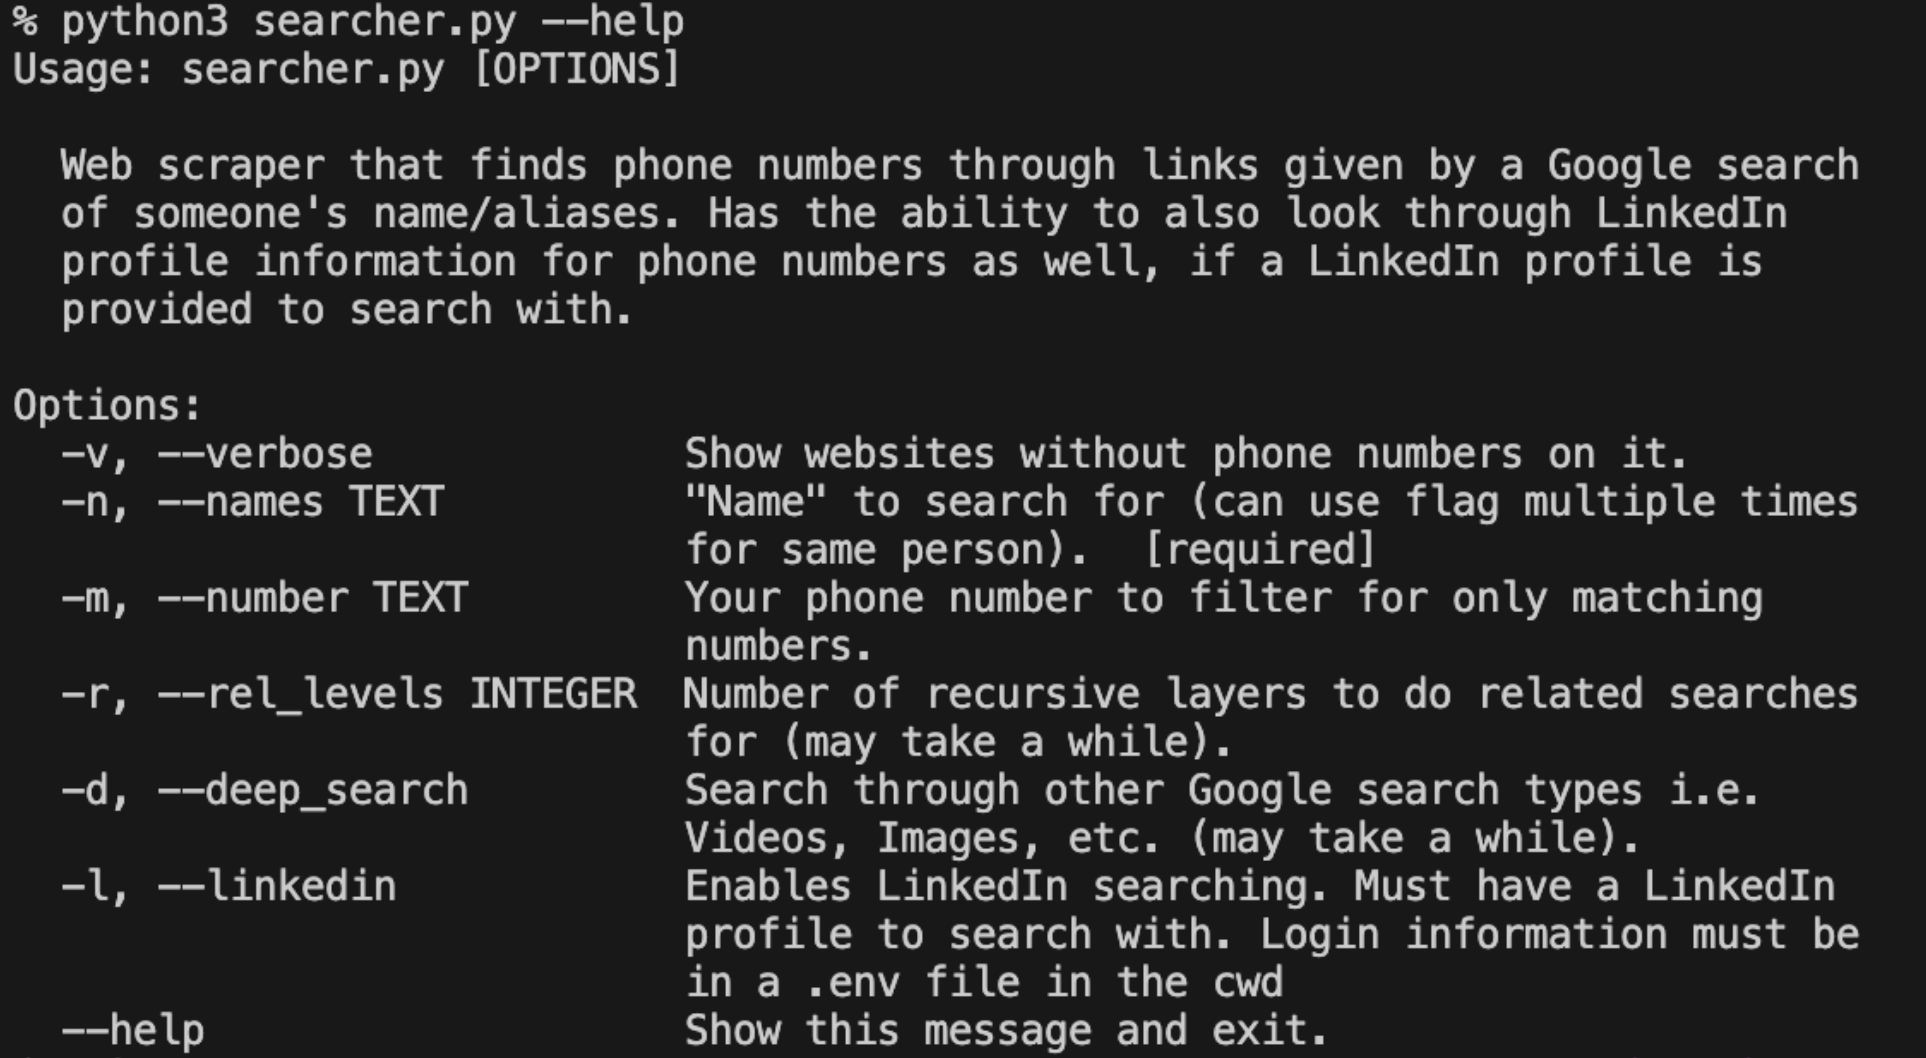 % python3 searcher.py --help
Usage: searcher.py [OPTIONS]
Web scraper that finds phone numbers through links given by a Google search
of someone's name/aliases. Has the ability to also look through LinkedIn
profile information for phone numbers as well, if a LinkedIn profile is
provided to search with.
Options:
-v, --verbose Show websites without phone numbers on it.
-n, --names TEXT "Name" to search for (can use flag multiple times
for same person). [required]
-m, --number TEXT Your phone number to filter for only matching
numbers.
-r, --rel_levels INTEGER Number of recursive layers to do related searches
for (may take a while).
-d, --deep_search Search through other Google search types i.e.
Videos, Images, etc. (may take a while).
-l, --linkedin Enables LinkedIn searching. Must have a LinkedIn
profile to search with. Login information must be
in a .env file in the cwd
--help Show this message and exit.